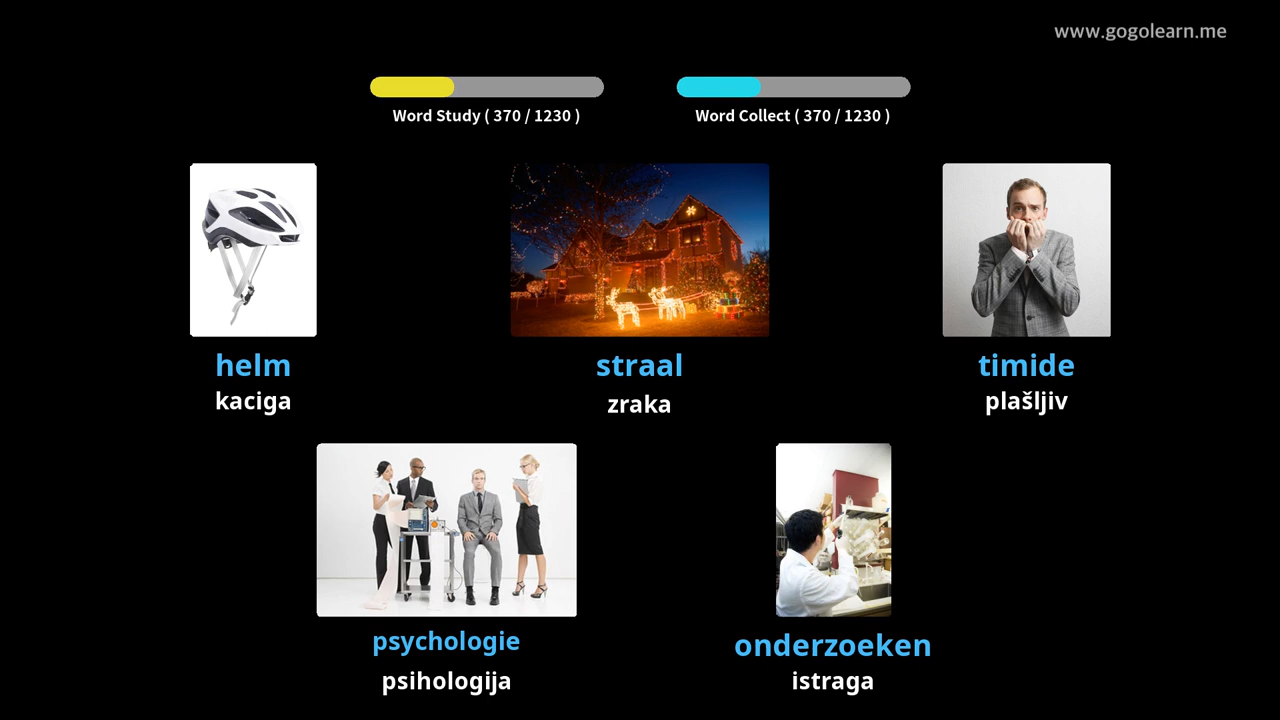 www.gogolearn.me
Word Study ( 370 / 1230 )
Word Collect ( 370 / 1230 )
helm
kaciga
straal
zraka
timide
plašljiv
psychologie
psihologija
onderzoeken
istraga